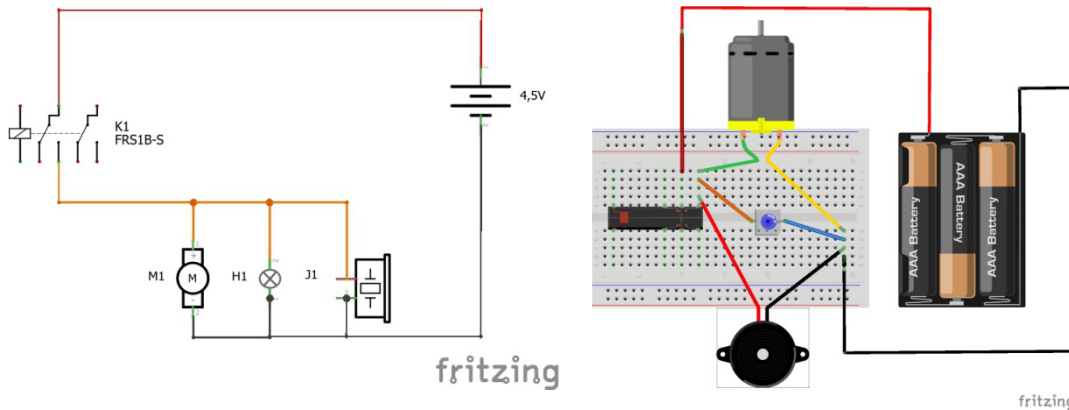 4,5V
K1
FRS1B-S
M1
M
H1
J1
fritzing
AAA Battery
AAA Battery
AAA Battery
fritzing